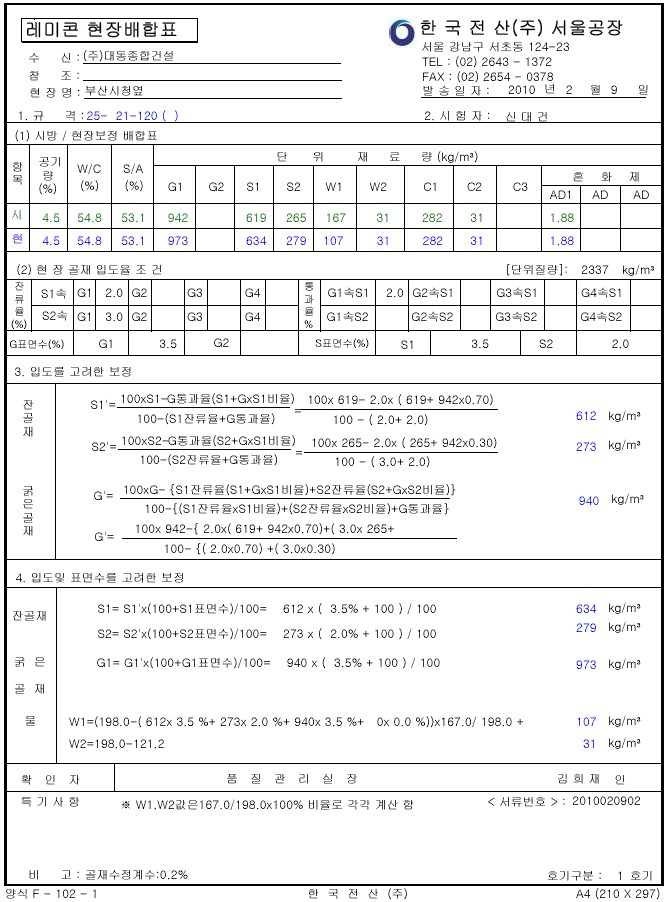 레미콘 현장배합표
한국전산(주) 서울공장
서울 강남구 서초동 124-23
수 신 : (주)대동종합건설
TEL : (02) 2643 - 1372
참 조 :
FAX : (02) 2654 - 0378
현 장 명 : 부산시청옆
발 송 일 자 : 2010 년 2 월 9 일
1. 규 격 : 25- 21-120 ( )
2. 시 험 자 : 신 대 건
(1) 시방 / 현장보정 배합표
항목 공기량(%) W/C (%) S/A (%) 단 위 재 료 량 (kg/m³)
G1 G2 S1 S2 W1 W2 C1 C2 C3 혼 화 제
AD1 AD AD
시 4.5 54.8 53.1 942 619 265 167 31 282 31 1.88
현 4.5 54.8 53.1 973 634 279 107 31 282 31 1.88
(2) 현 장 골재 입도율 조 건 [단위질량]: 2337 kg/m³
잔류율(%) S1속 G1 2.0 G2 G3 G4 통과율% G1속S1 2.0 G2속S1 G3속S1 G4속S1
S2속 G1 3.0 G2 G3 G4 G1속S2 G2속S2 G3속S2 G4속S2
G표면수(%) G1 3.5 G2 S표면수(%) S1 3.5 S2 2.0
3. 입도를 고려한 보정
잔골재
S1'= 100xS1-G통과율(S1+GxS1비율) = 100x 619- 2.0x ( 619+ 942x0.70)
100-(S1잔류율+G통과율) 100 - ( 2.0+ 2.0)
612 kg/m³
S2'= 100xS2-G통과율(S2+GxS1비율) = 100x 265- 2.0x ( 265+ 942x0.30)
100-(S2잔류율+G통과율) 100 - ( 3.0+ 2.0)
273 kg/m³
굵은골재
G'= 100xG- {S1잔류율(S1+GxS1비율)+S2잔류율(S2+GxS2비율)}
100-{(S1잔류율xS1비율)+(S2잔류율xS2비율)+G통과율}
940 kg/m³
G'= 100x 942-{ 2.0x( 619+ 942x0.70)+( 3.0x 265+
100- {( 2.0x0.70) +( 3.0x0.30)
4. 입도및 표면수를 고려한 보정
잔골재 S1= S1'x(100+S1표면수)/100= 612 x ( 3.5% + 100 ) / 100 634 kg/m³
S2= S2'x(100+S2표면수)/100= 273 x ( 2.0% + 100 ) / 100 279 kg/m³
굵 은 골 재 G1= G1'x(100+G1표면수)/100= 940 x ( 3.5% + 100 ) / 100 973 kg/m³
물 W1=(198.0-( 612x 3.5 %+ 273x 2.0 %+ 940x 3.5 %+ 0x 0.0 %))x167.0/ 198.0 + 107 kg/m³
W2=198.0-121.2 31 kg/m³
확 인 자 품 질 관 리 실 장 김 희 재 인
특 기 사 항 ※ W1,W2값은167.0/198.0x100% 비율로 각각 계산 함 < 서류번호 > : 2010020902
비 고 : 골재수정계수:0.2% 호기구분 : 1 호기
양식 F - 102 - 1 한 국 전 산 (주) A4 (210 X 297)